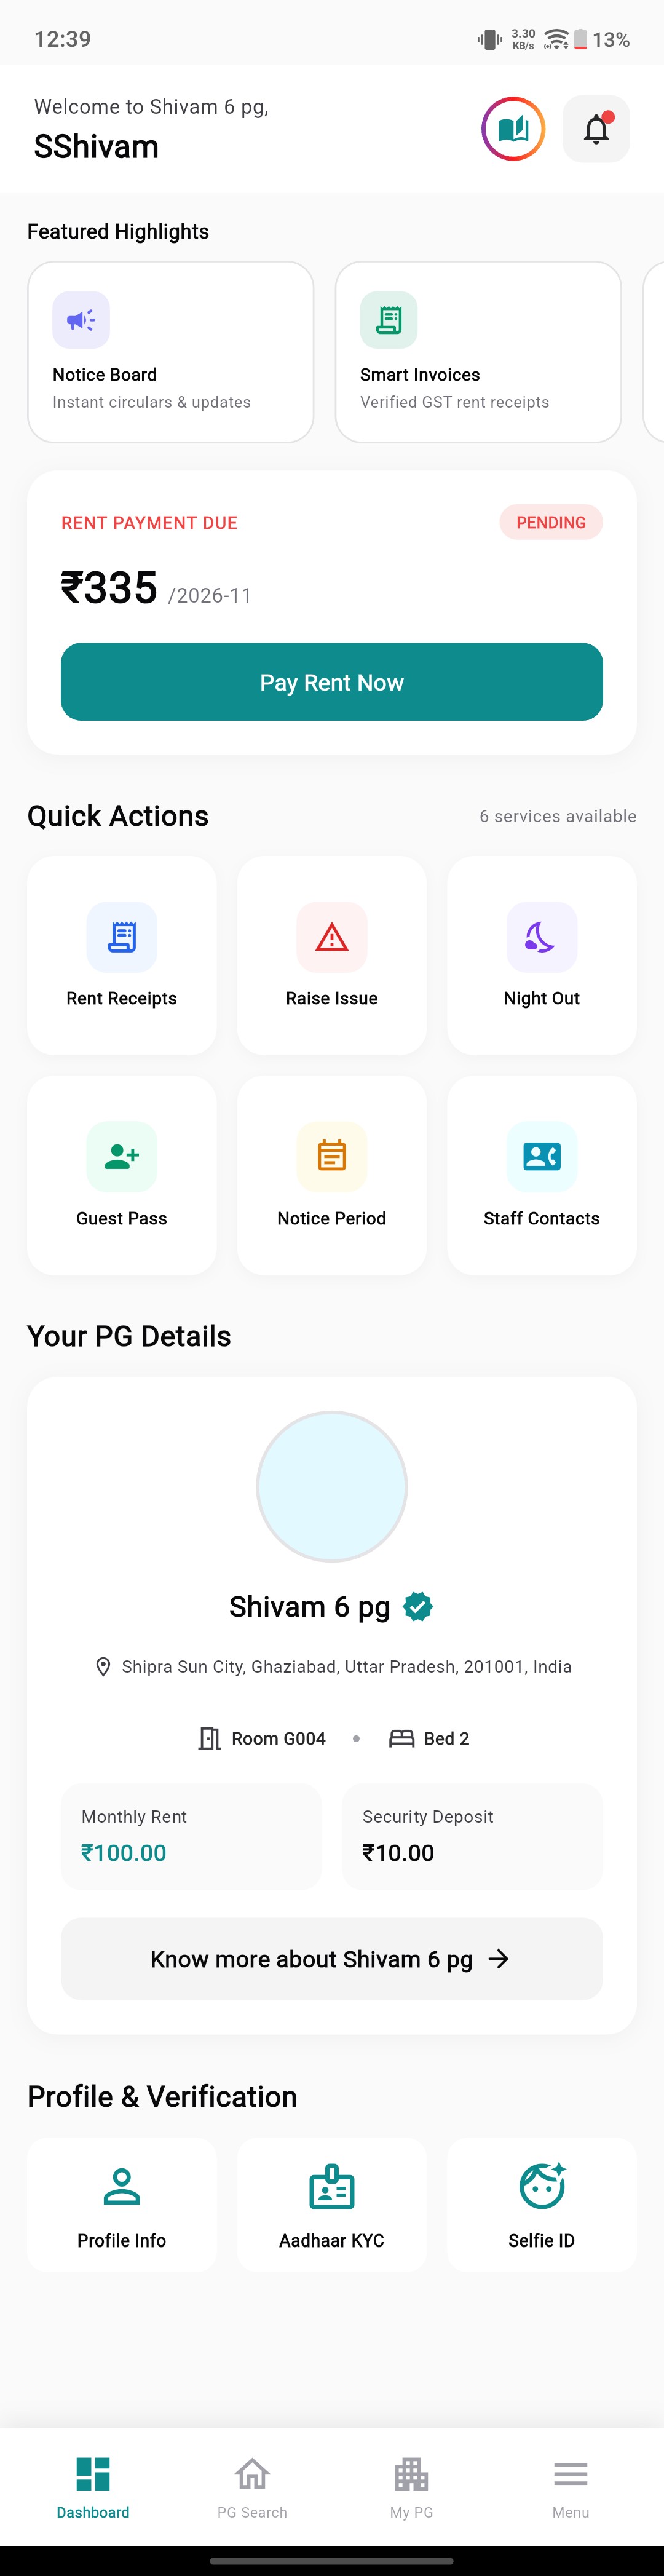 12:39
3.30
KB/s
13%
Welcome to Shivam 6 pg,
SShivam
Featured Highlights
Notice Board
Instant circulars & updates
Smart Invoices
Verified GST rent receipts
RENT PAYMENT DUE
PENDING
₹335 /2026-11
Pay Rent Now
Quick Actions
6 services available
Rent Receipts
Raise Issue
Night Out
Guest Pass
Notice Period
Staff Contacts
Your PG Details
Shivam 6 pg
Shipra Sun City, Ghaziabad, Uttar Pradesh, 201001, India
Room G004 • Bed 2
Monthly Rent
₹100.00
Security Deposit
₹10.00
Know more about Shivam 6 pg →
Profile & Verification
Profile Info
Aadhaar KYC
Selfie ID
Dashboard
PG Search
My PG
Menu